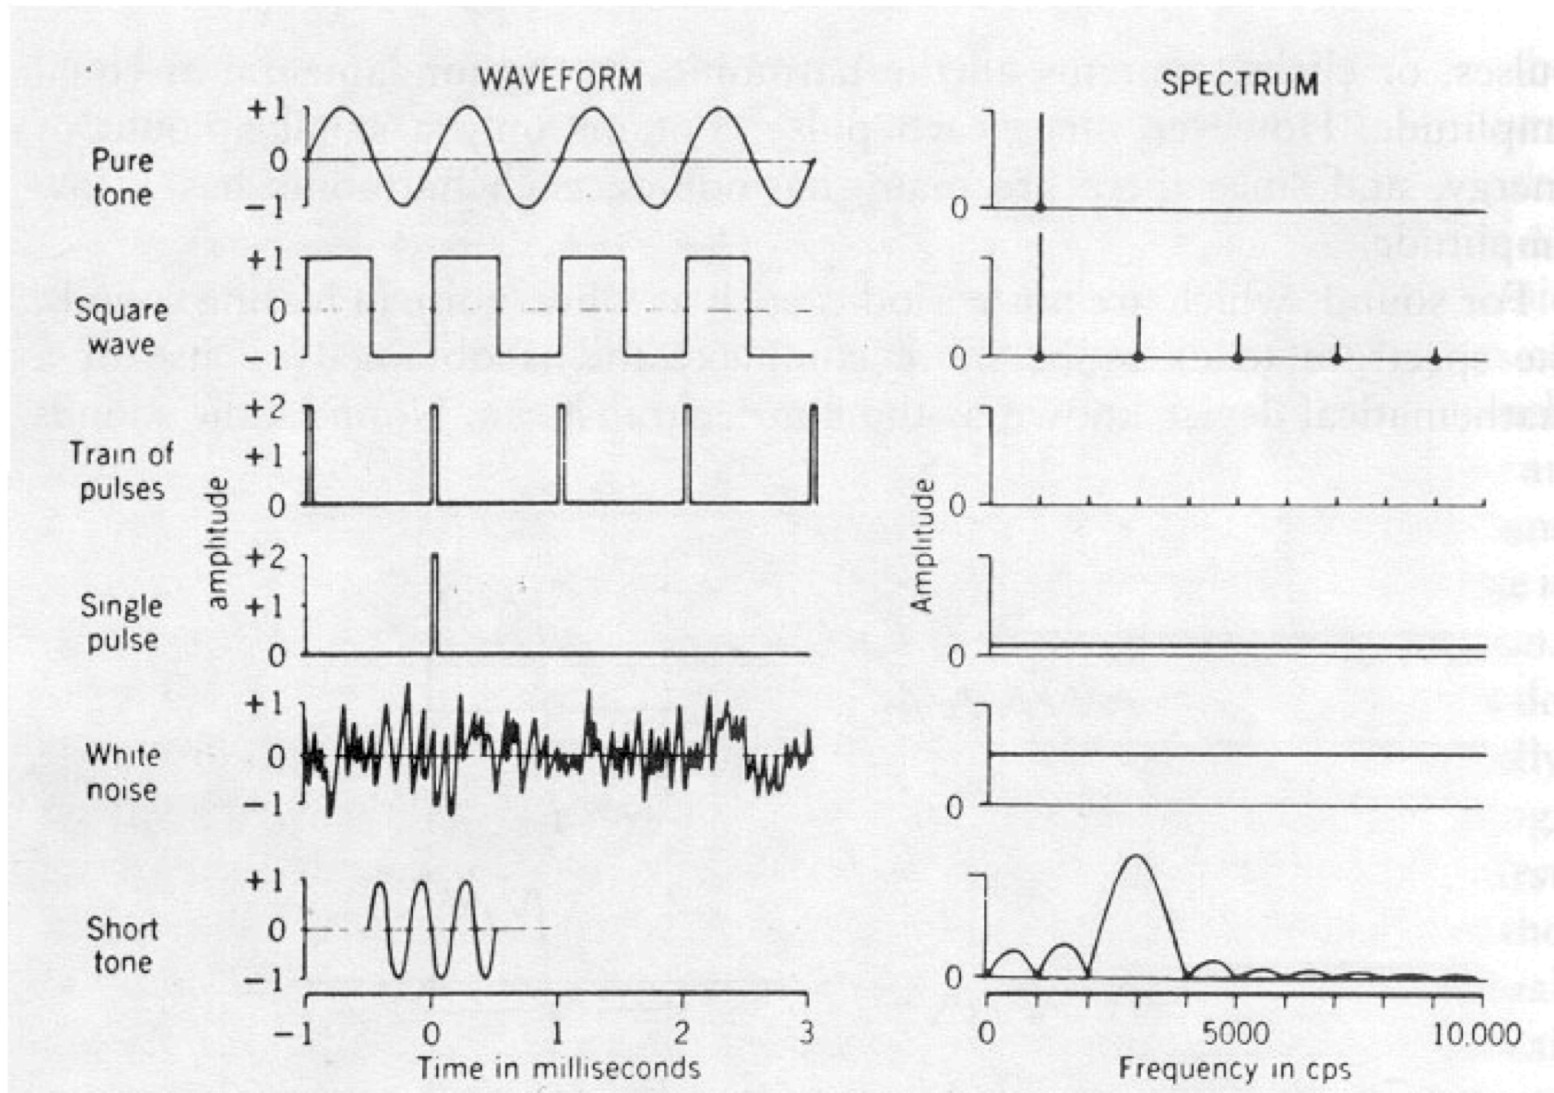 WAVEFORM
SPECTRUM
+1
Pure
tone
0
−1
0
+1
Square
wave
0
−1
0
+2
Train of
pulses
+1
0
amplitude
Amplitude
0
+2
Single
pulse
+1
0
0
+1
White
noise
0
−1
0
+1
Short
tone
0
−1
0
−1 0 1 2 3
Time in milliseconds
0 5000 10.000
Frequency in cps